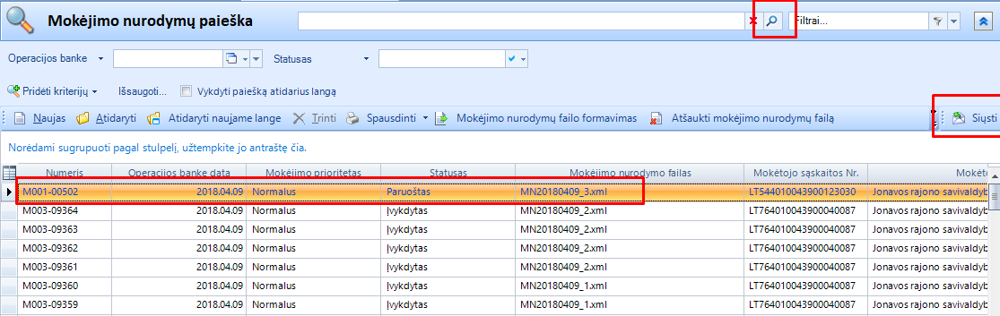 Mokėjimo nurodymų paieška Filtrai...
Operacijos banke Statusas
Pridėti kriterijų Išsaugoti... Vykdyti paiešką atidarius langą
Naujas Atidaryti Atidaryti naujame lange Trinti Spausdinti Mokėjimo nurodymų failo formavimas Atšaukti mokėjimo nurodymų failą Siųsti
Norėdami sugrupuoti pagal stulpelį, užtempkite jo antraštę čia.
Numeris Operacijos banke data Mokėjimo prioritetas Statusas Mokėjimo nurodymo failas Mokėtojo sąskaitos Nr. Mokėto
M001-00502 2018.04.09 Normalus Paruoštas MN20180409_3.xml LT544010043900123030 Jonavos rajono savivaldyb
M003-09364 2018.04.09 Normalus Įvykdytas MN20180409_2.xml LT764010043900040087 Jonavos rajono savivaldyb
M003-09363 2018.04.09 Normalus Įvykdytas MN20180409_2.xml LT764010043900040087 Jonavos rajono savivaldyb
M003-09362 2018.04.09 Normalus Įvykdytas MN20180409_2.xml LT764010043900040087 Jonavos rajono savivaldyb
M003-09361 2018.04.09 Normalus Įvykdytas MN20180409_2.xml LT764010043900040087 Jonavos rajono savivaldyb
M003-09360 2018.04.09 Normalus Įvykdytas MN20180409_1.xml LT764010043900040087 Jonavos rajono savivaldyb
M003-09359 2018.04.09 Normalus Įvykdytas MN20180409_1.xml LT764010043900040087 Jonavos rajono savivaldyb